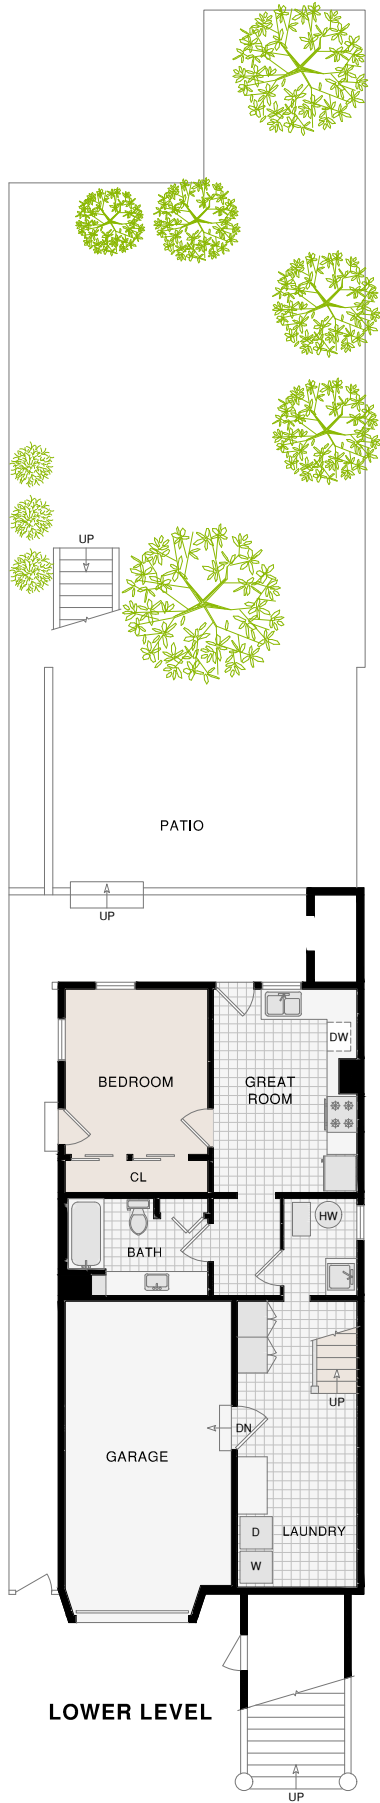 UP
PATIO
UP
DW
BEDROOM
GREAT
ROOM
CL
HW
BATH
UP
DN
GARAGE
D
LAUNDRY
W
LOWER LEVEL
UP